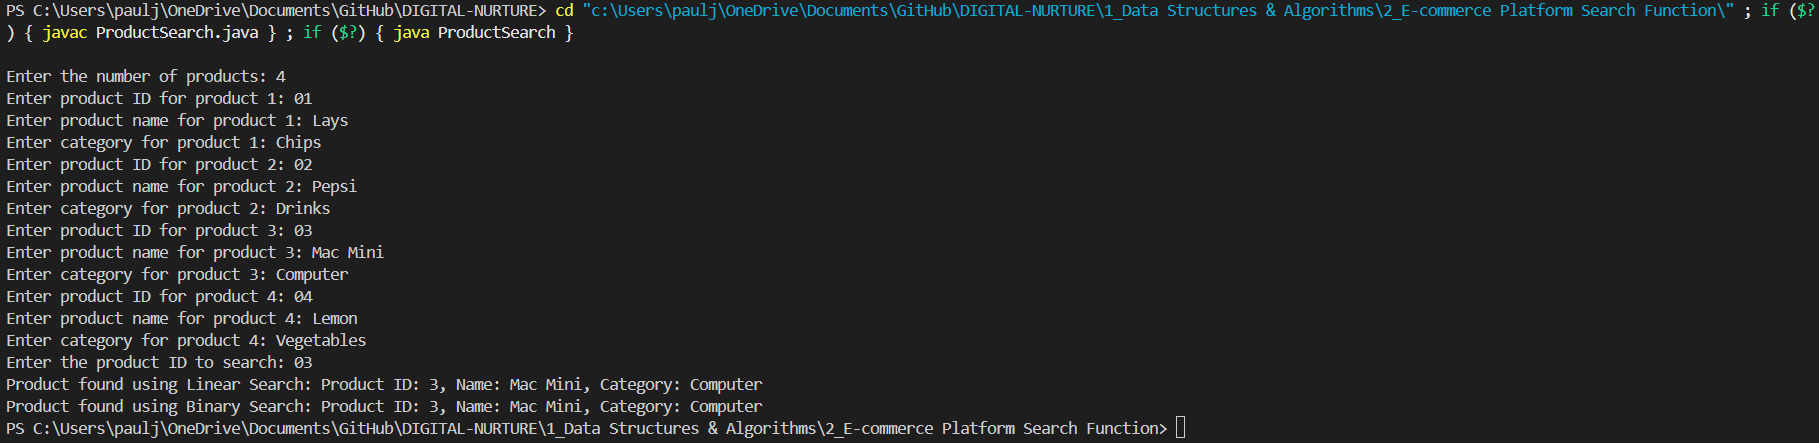 PS C:\Users\paulj\OneDrive\Documents\GitHub\DIGITAL-NURTURE> cd "c:\Users\paulj\OneDrive\Documents\GitHub\DIGITAL-NURTURE\1_Data Structures & Algorithms\2_E-commerce Platform Search Function\" ; if ($?
) { javac ProductSearch.java } ; if ($?) { java ProductSearch }
Enter the number of products: 4
Enter product ID for product 1: 01
Enter product name for product 1: Lays
Enter category for product 1: Chips
Enter product ID for product 2: 02
Enter product name for product 2: Pepsi
Enter category for product 2: Drinks
Enter product ID for product 3: 03
Enter product name for product 3: Mac Mini
Enter category for product 3: Computer
Enter product ID for product 4: 04
Enter product name for product 4: Lemon
Enter category for product 4: Vegetables
Enter the product ID to search: 03
Product found using Linear Search: Product ID: 3, Name: Mac Mini, Category: Computer
Product found using Binary Search: Product ID: 3, Name: Mac Mini, Category: Computer
PS C:\Users\paulj\OneDrive\Documents\GitHub\DIGITAL-NURTURE\1_Data Structures & Algorithms\2_E-commerce Platform Search Function>